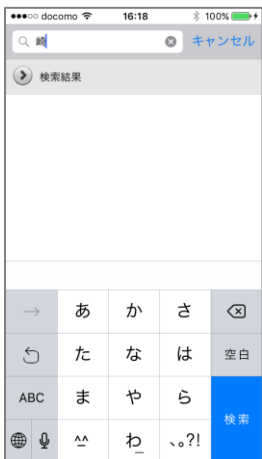 docomo 16:18 100%
崎 キャンセル
検索結果
→ あ か さ
た な は 空白
ABC ま や ら 検索
^^ わ_ 、。?!